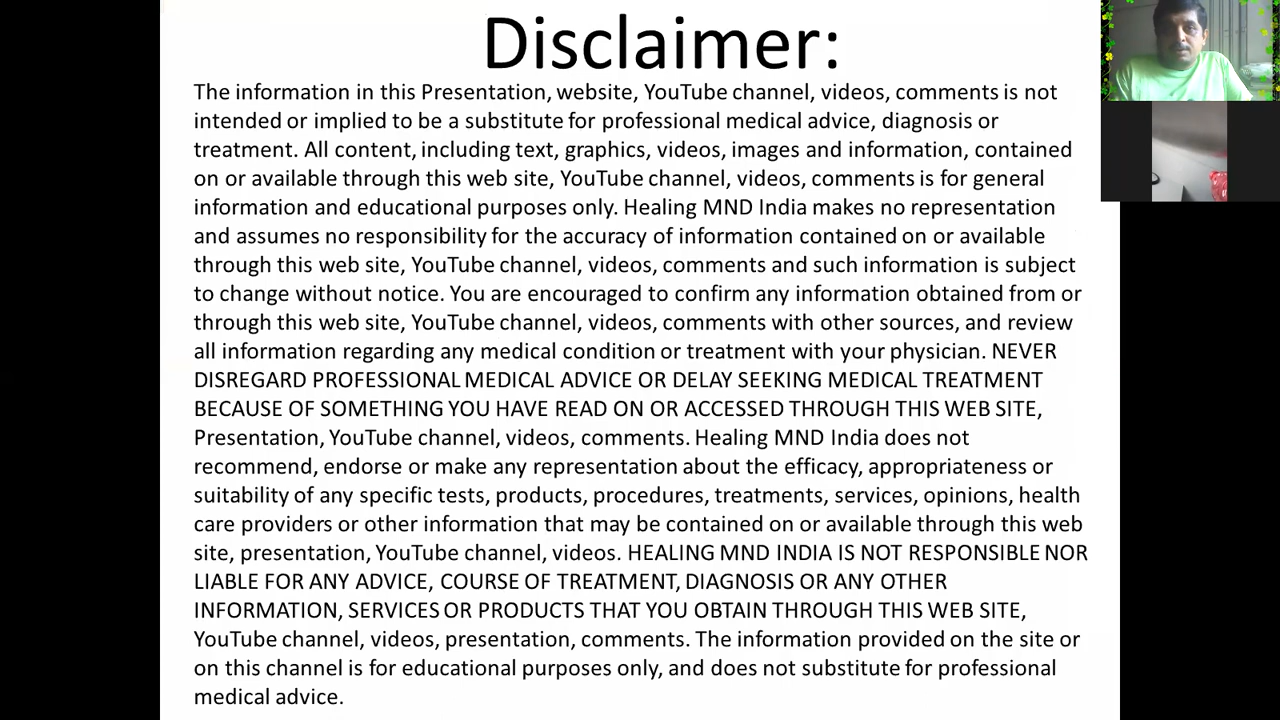 Disclaimer:
The information in this Presentation, website, YouTube channel, videos, comments is not
intended or implied to be a substitute for professional medical advice, diagnosis or
treatment. All content, including text, graphics, videos, images and information, contained
on or available through this web site, YouTube channel, videos, comments is for general
information and educational purposes only. Healing MND India makes no representation
and assumes no responsibility for the accuracy of information contained on or available
through this web site, YouTube channel, videos, comments and such information is subject
to change without notice. You are encouraged to confirm any information obtained from or
through this web site, YouTube channel, videos, comments with other sources, and review
all information regarding any medical condition or treatment with your physician. NEVER
DISREGARD PROFESSIONAL MEDICAL ADVICE OR DELAY SEEKING MEDICAL TREATMENT
BECAUSE OF SOMETHING YOU HAVE READ ON OR ACCESSED THROUGH THIS WEB SITE,
Presentation, YouTube channel, videos, comments. Healing MND India does not
recommend, endorse or make any representation about the efficacy, appropriateness or
suitability of any specific tests, products, procedures, treatments, services, opinions, health
care providers or other information that may be contained on or available through this web
site, presentation, YouTube channel, videos. HEALING MND INDIA IS NOT RESPONSIBLE NOR
LIABLE FOR ANY ADVICE, COURSE OF TREATMENT, DIAGNOSIS OR ANY OTHER
INFORMATION, SERVICES OR PRODUCTS THAT YOU OBTAIN THROUGH THIS WEB SITE,
YouTube channel, videos, presentation, comments. The information provided on the site or
on this channel is for educational purposes only, and does not substitute for professional
medical advice.